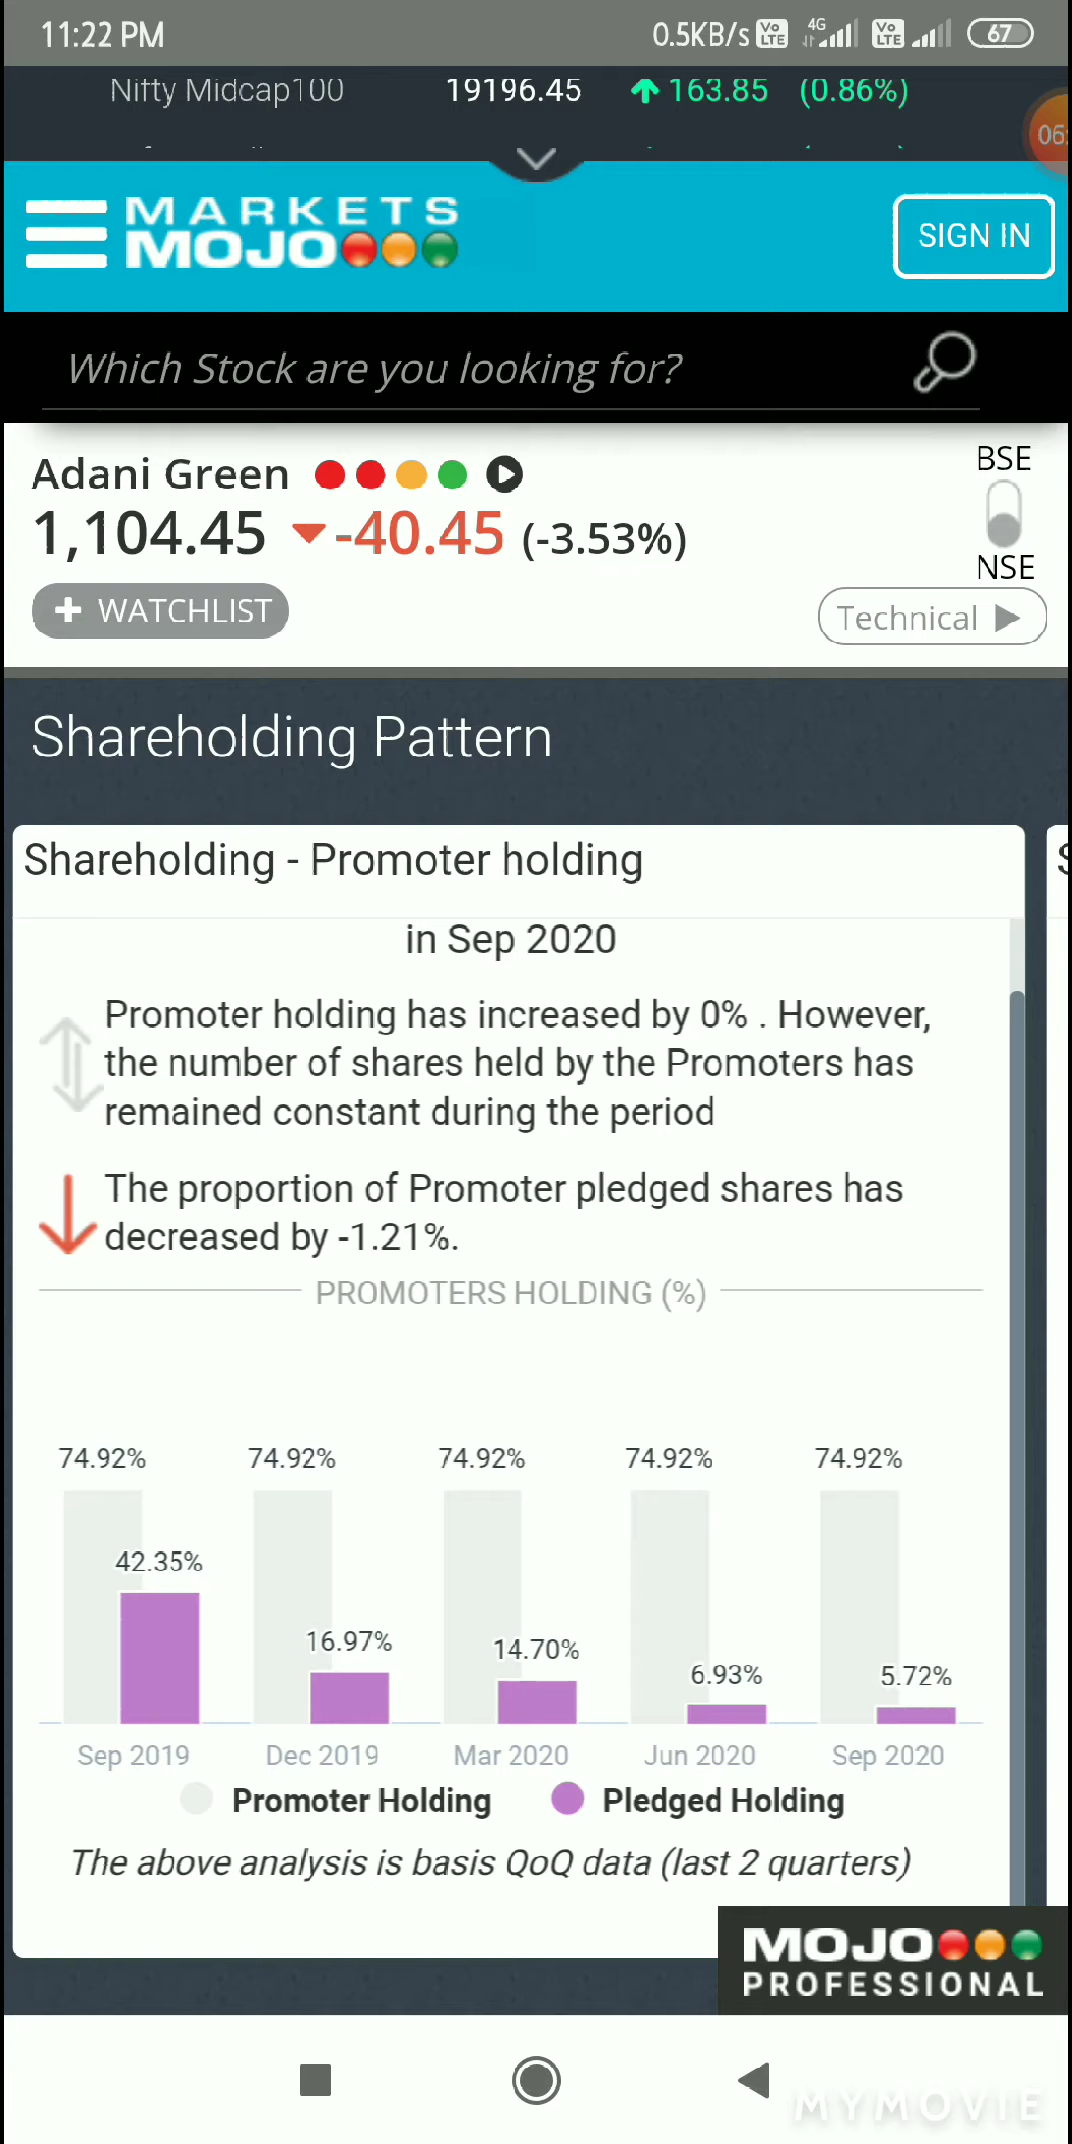 11:22 PM 0.5KB/s Vo LTE 4G Vo LTE 67
Nifty Midcap100 19196.45 163.85 (0.86%)
06:
MARKETS
MOJO
SIGN IN
Which Stock are you looking for?
Adani Green
BSE
1,104.45 -40.45 (-3.53%)
NSE
+ WATCHLIST
Technical
Shareholding Pattern
Shareholding - Promoter holding
in Sep 2020
Promoter holding has increased by 0% . However,
the number of shares held by the Promoters has
remained constant during the period
The proportion of Promoter pledged shares has
decreased by -1.21%.
PROMOTERS HOLDING (%)
74.92% 74.92% 74.92% 74.92% 74.92%
42.35% 16.97% 14.70% 6.93% 5.72%
Sep 2019 Dec 2019 Mar 2020 Jun 2020 Sep 2020
Promoter Holding Pledged Holding
The above analysis is basis QoQ data (last 2 quarters)
MOJO
PROFESSIONAL
MYMOVIE